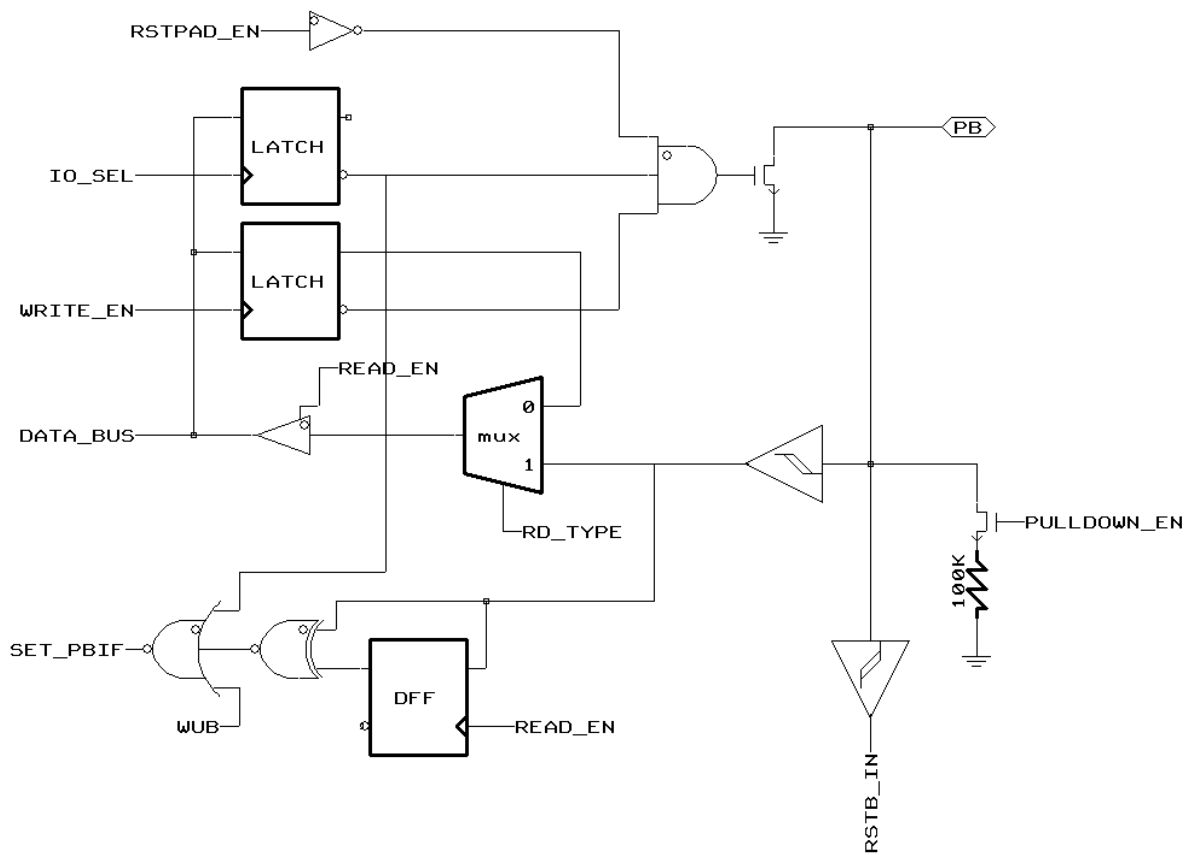 RSTPAD_EN
PB
LATCH
IO_SEL
LATCH
WRITE_EN
READ_EN
0
DATA_BUS
mux
1
RD_TYPE
PULLDOWN_EN
100K
SET_PBIF
DFF
WUB
READ_EN
RSTB_IN